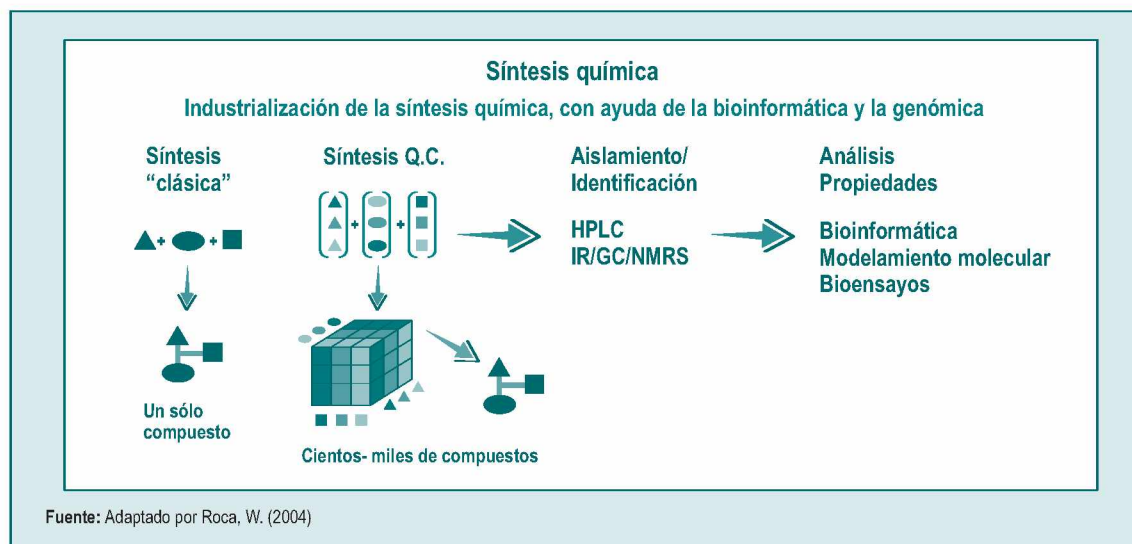 Síntesis química
Industrialización de la síntesis química, con ayuda de la bioinformática y la genómica
Síntesis
“clásica”
Un sólo
compuesto
Síntesis Q.C.
Cientos- miles de compuestos
Aislamiento/
Identificación
HPLC
IR/GC/NMRS
Análisis
Propiedades
Bioinformática
Modelamiento molecular
Bioensayos
Fuente: Adaptado por Roca, W. (2004)